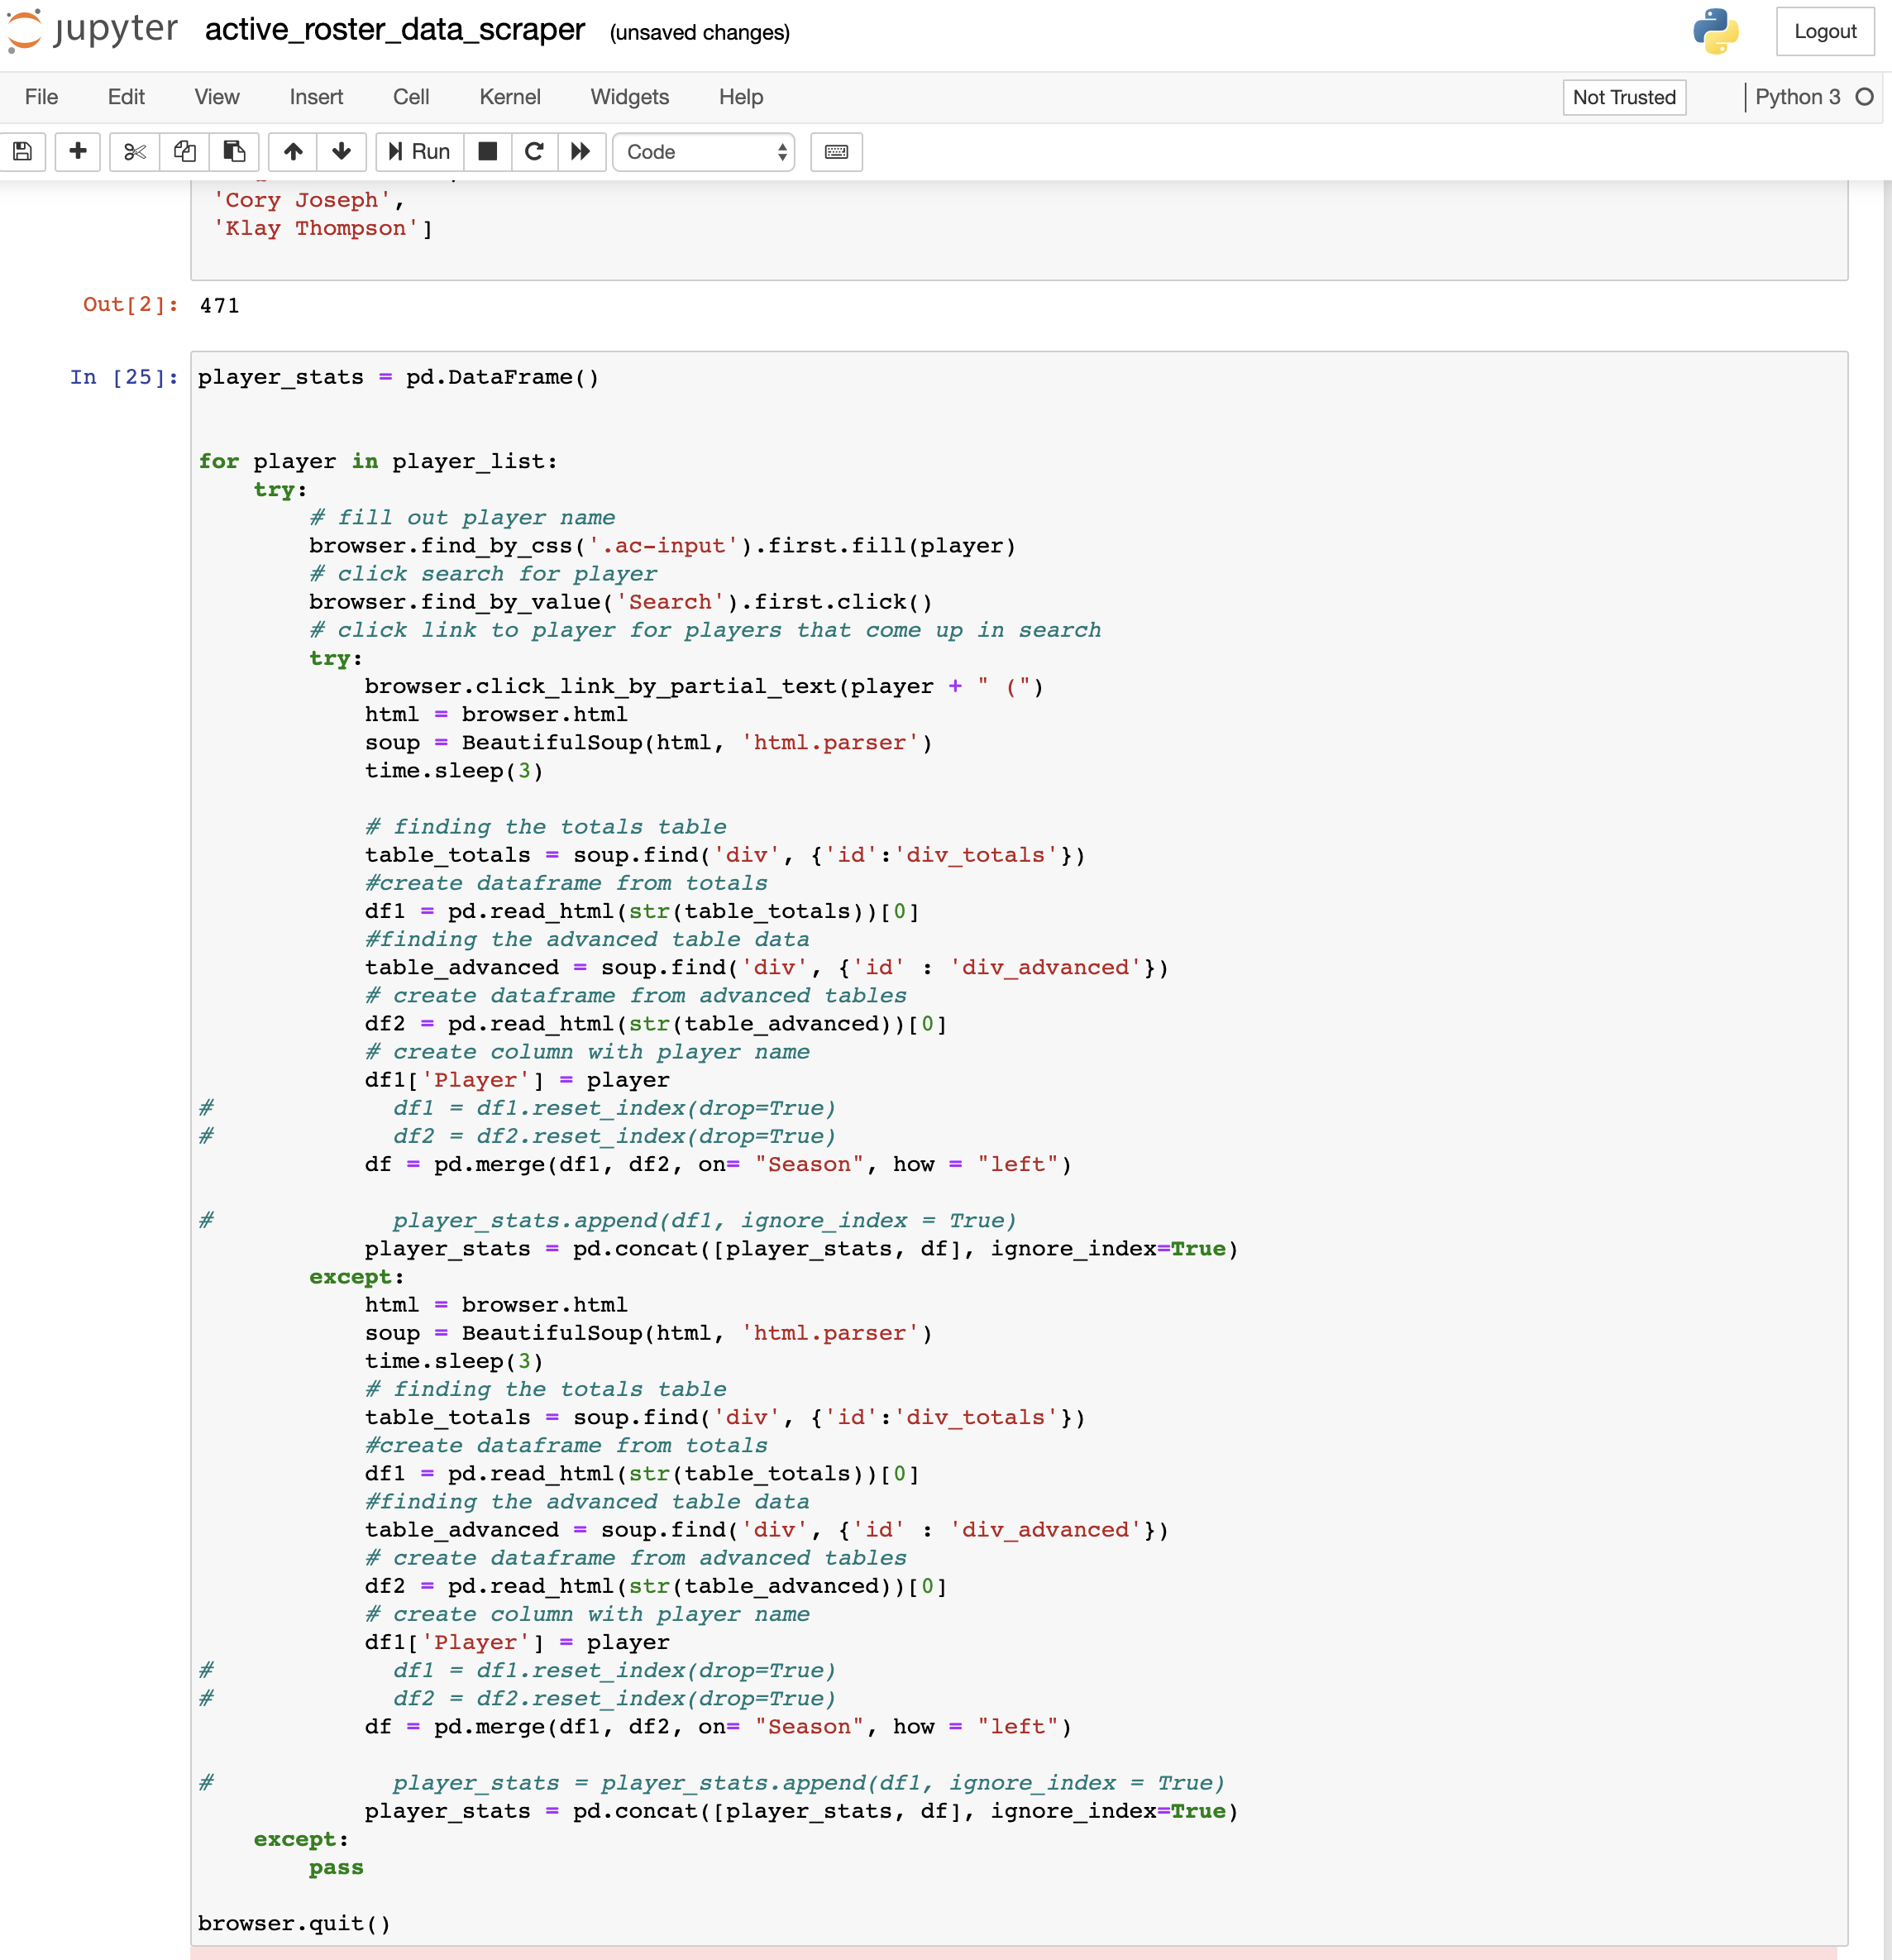 jupyter active_roster_data_scraper (unsaved changes) Logout
File Edit View Insert Cell Kernel Widgets Help Not Trusted Python 3
Run Code
'Cory Joseph',
'Klay Thompson']
Out[2]: 471
In [25]: player_stats = pd.DataFrame()
for player in player_list:
    try:
        # fill out player name
        browser.find_by_css('.ac-input').first.fill(player)
        # click search for player
        browser.find_by_value('Search').first.click()
        # click link to player for players that come up in search
        try:
            browser.click_link_by_partial_text(player + " (")
            html = browser.html
            soup = BeautifulSoup(html, 'html.parser')
            time.sleep(3)
            # finding the totals table
            table_totals = soup.find('div', {'id':'div_totals'})
            #create dataframe from totals
            df1 = pd.read_html(str(table_totals))[0]
            #finding the advanced table data
            table_advanced = soup.find('div', {'id' : 'div_advanced'})
            # create dataframe from advanced tables
            df2 = pd.read_html(str(table_advanced))[0]
            # create column with player name
            df1['Player'] = player
#             df1 = df1.reset_index(drop=True)
#             df2 = df2.reset_index(drop=True)
            df = pd.merge(df1, df2, on= "Season", how = "left")
#             player_stats.append(df1, ignore_index = True)
            player_stats = pd.concat([player_stats, df], ignore_index=True)
        except:
            html = browser.html
            soup = BeautifulSoup(html, 'html.parser')
            time.sleep(3)
            # finding the totals table
            table_totals = soup.find('div', {'id':'div_totals'})
            #create dataframe from totals
            df1 = pd.read_html(str(table_totals))[0]
            #finding the advanced table data
            table_advanced = soup.find('div', {'id' : 'div_advanced'})
            # create dataframe from advanced tables
            df2 = pd.read_html(str(table_advanced))[0]
            # create column with player name
            df1['Player'] = player
#             df1 = df1.reset_index(drop=True)
#             df2 = df2.reset_index(drop=True)
            df = pd.merge(df1, df2, on= "Season", how = "left")
#             player_stats = player_stats.append(df1, ignore_index = True)
            player_stats = pd.concat([player_stats, df], ignore_index=True)
    except:
        pass
browser.quit()